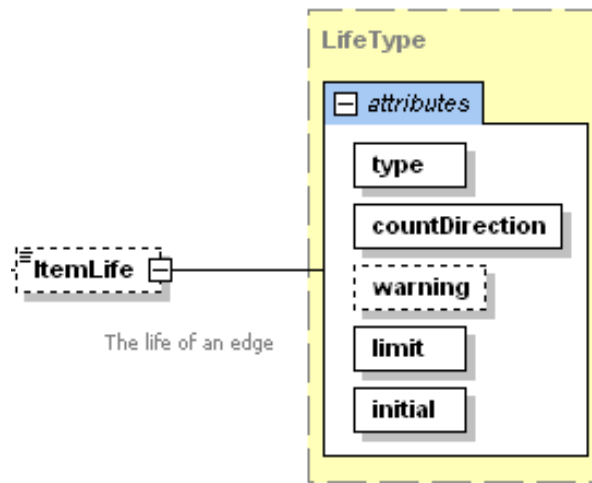 LifeType
attributes
type
countDirection
ItemLife
warning
The life of an edge
limit
initial